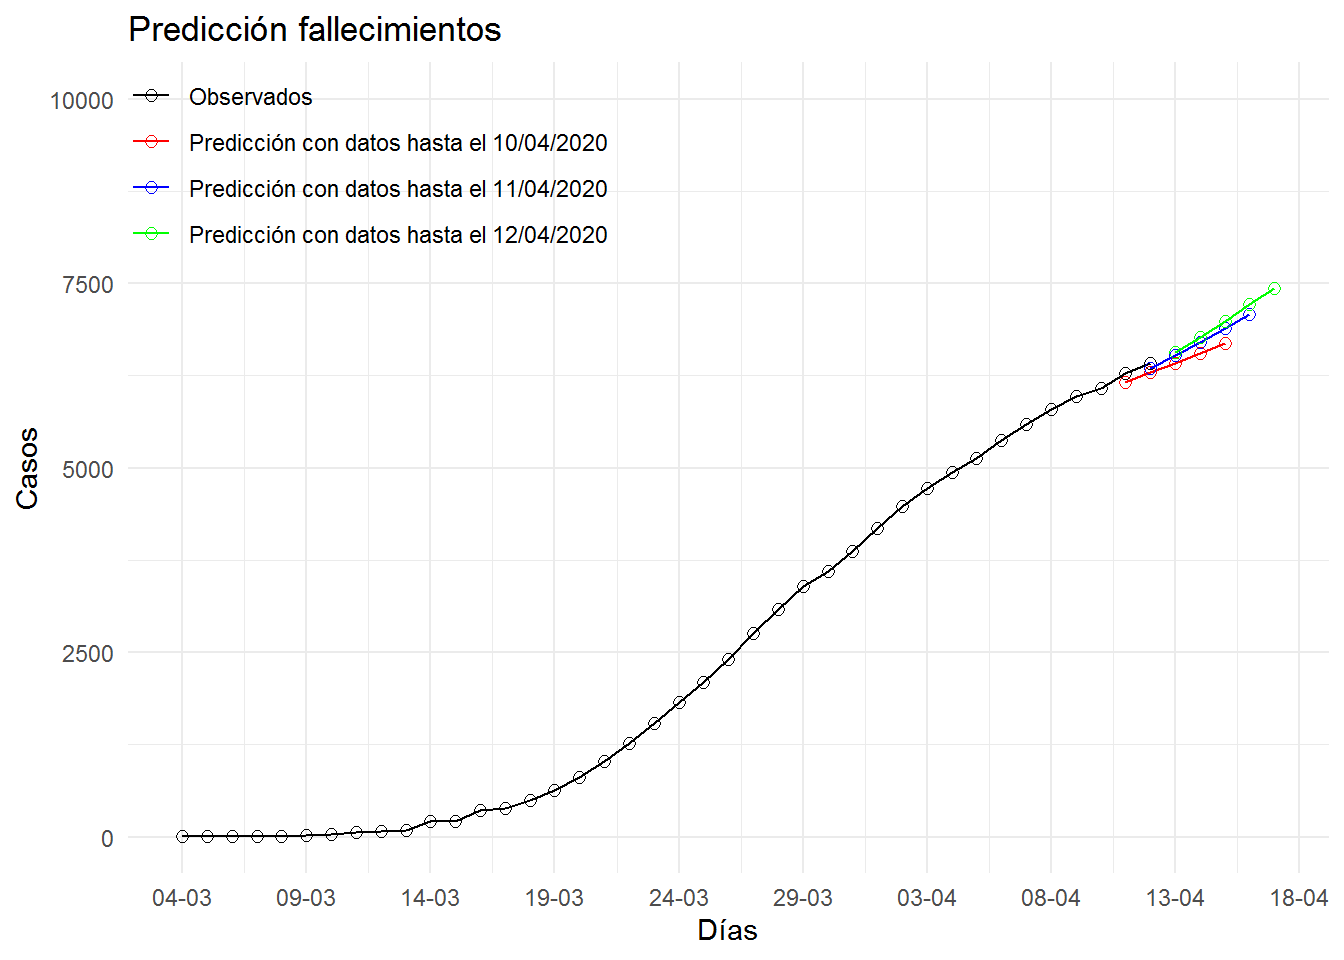 Predicción fallecimientos
Observados
Predicción con datos hasta el 10/04/2020
Predicción con datos hasta el 11/04/2020
Predicción con datos hasta el 12/04/2020
Casos
10000
7500
5000
2500
0
04-03 09-03 14-03 19-03 24-03 29-03 03-04 08-04 13-04 18-04
Días